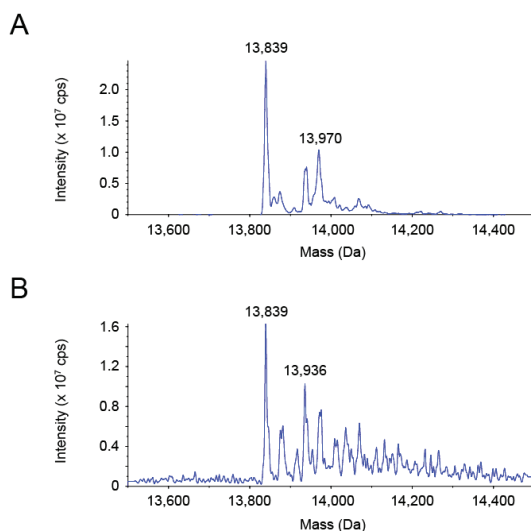 A
13,839
13,970
2.0
1.5
1.0
0.5
0
Intensity (x 10⁷ cps)
13,600 13,800 14,000 14,200 14,400
Mass (Da)
B
13,839
13,936
1.6
1.2
0.8
0.4
0
Intensity (x 10⁷ cps)
13,600 13,800 14,000 14,200 14,400
Mass (Da)